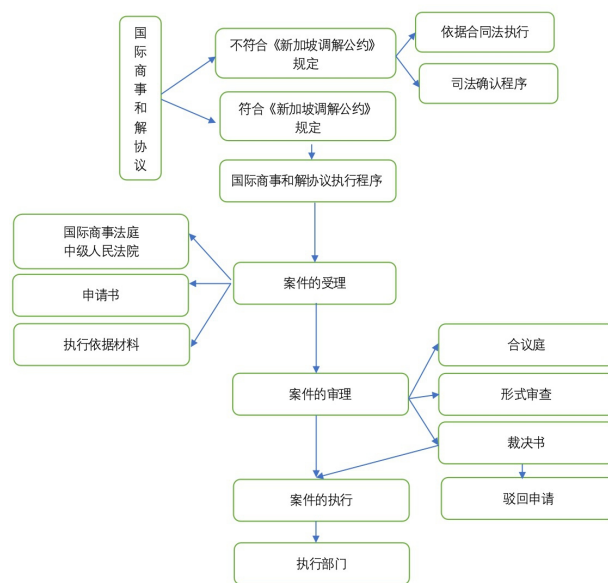 国
际
商
事
和
解
协
议
不符合《新加坡调解公约》
规定
依据合同法执行
司法确认程序
符合《新加坡调解公约》
规定
国际商事和解协议执行程序
国际商事法庭
中级人民法院
申请书
执行依据材料
案件的受理
合议庭
案件的审理
形式审查
裁决书
案件的执行
驳回申请
执行部门